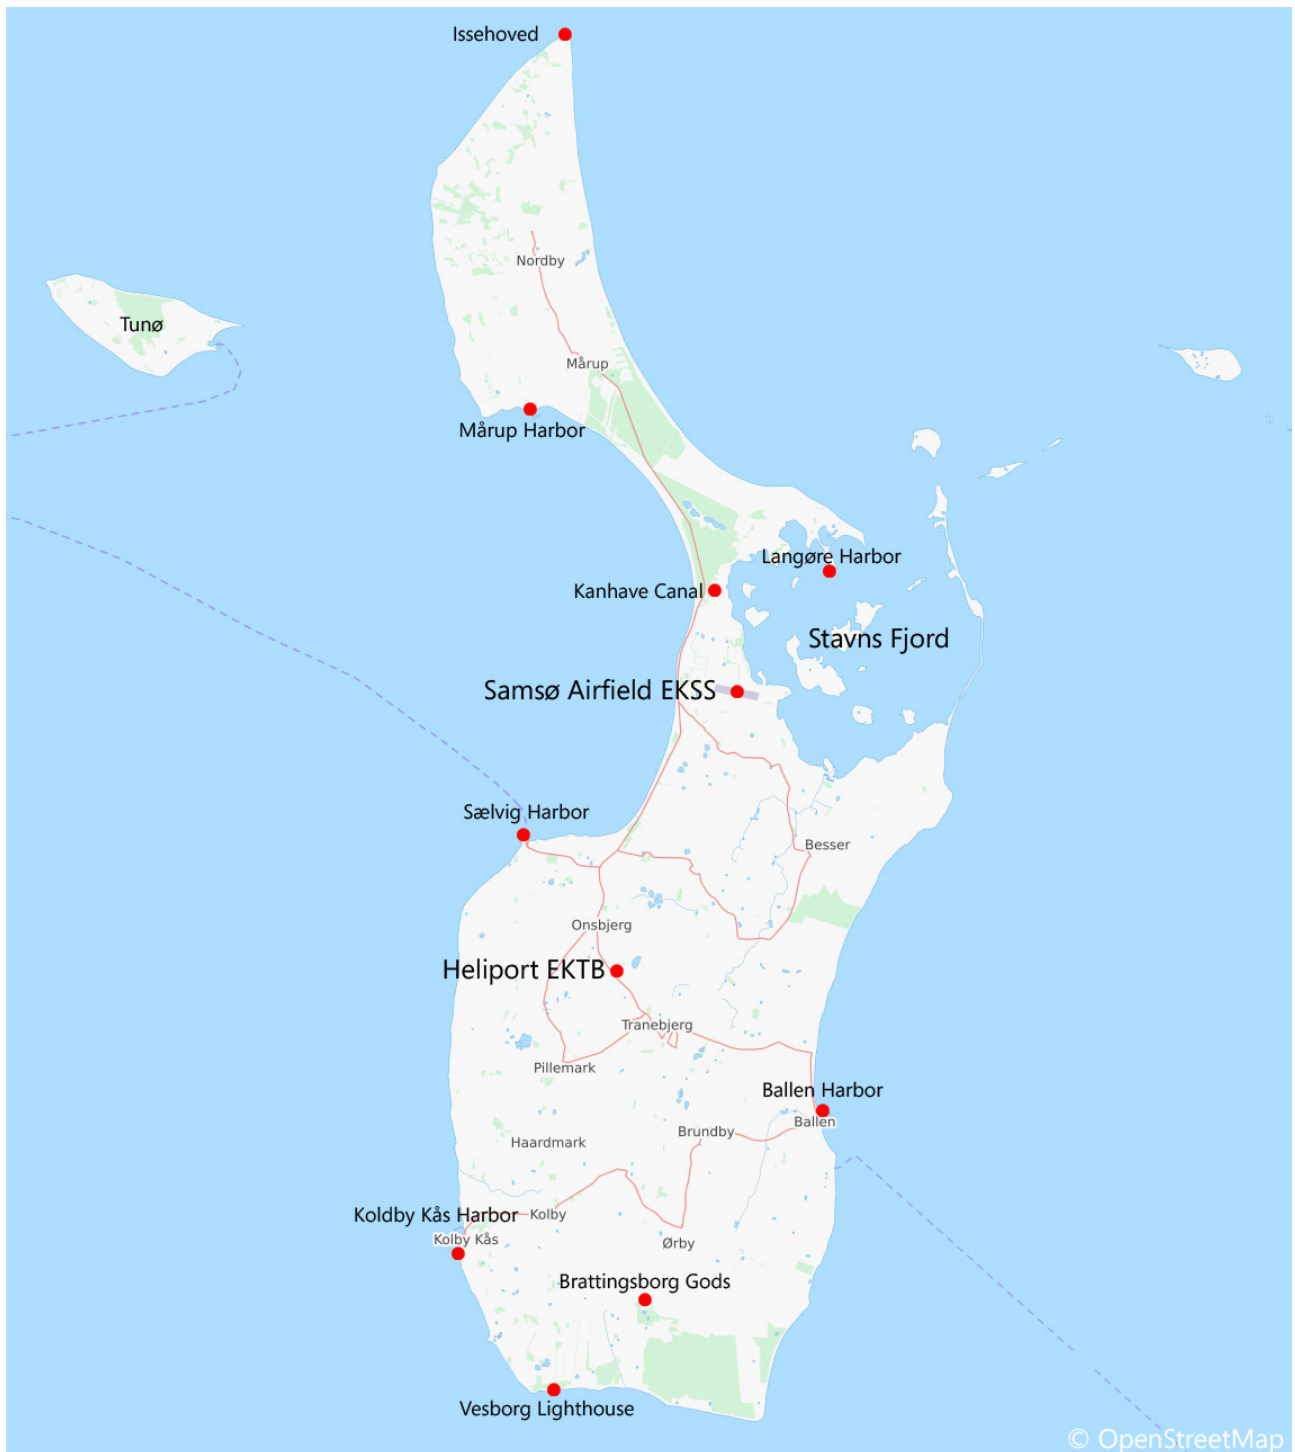 Issehoved
Nordby
Tunø
Mårup
Mårup Harbor
Langøre Harbor
Kanhave Canal
Stavns Fjord
Samsø Airfield EKSS
Sælvig Harbor
Besser
Onsbjerg
Heliport EKTB
Tranebjerg
Pillemark
Ballen Harbor
Ballen
Brundby
Haardmark
Koldby Kås Harbor
Kolby
Kolby Kås
Ørby
Brattingsborg Gods
Vesborg Lighthouse
© OpenStreetMap